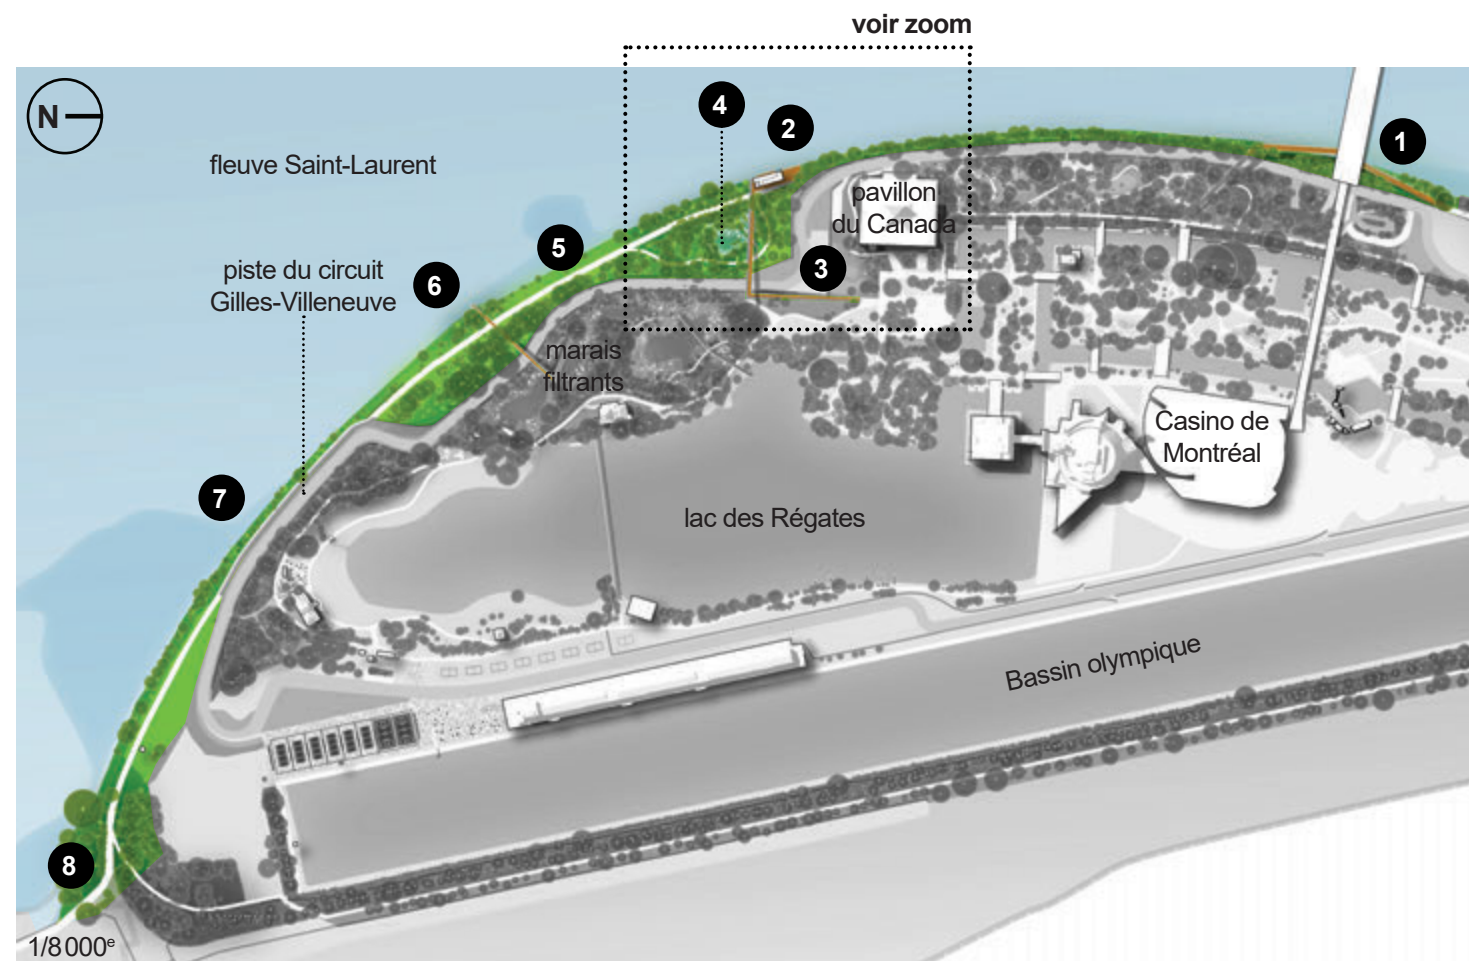 voir zoom
N
4
2
1
fleuve Saint-Laurent
pavillon
du Canada
5
3
piste du circuit
Gilles-Villeneuve
6
marais
filtrants
Casino de
Montréal
7
lac des Régates
Bassin olympique
8
1/8 000e